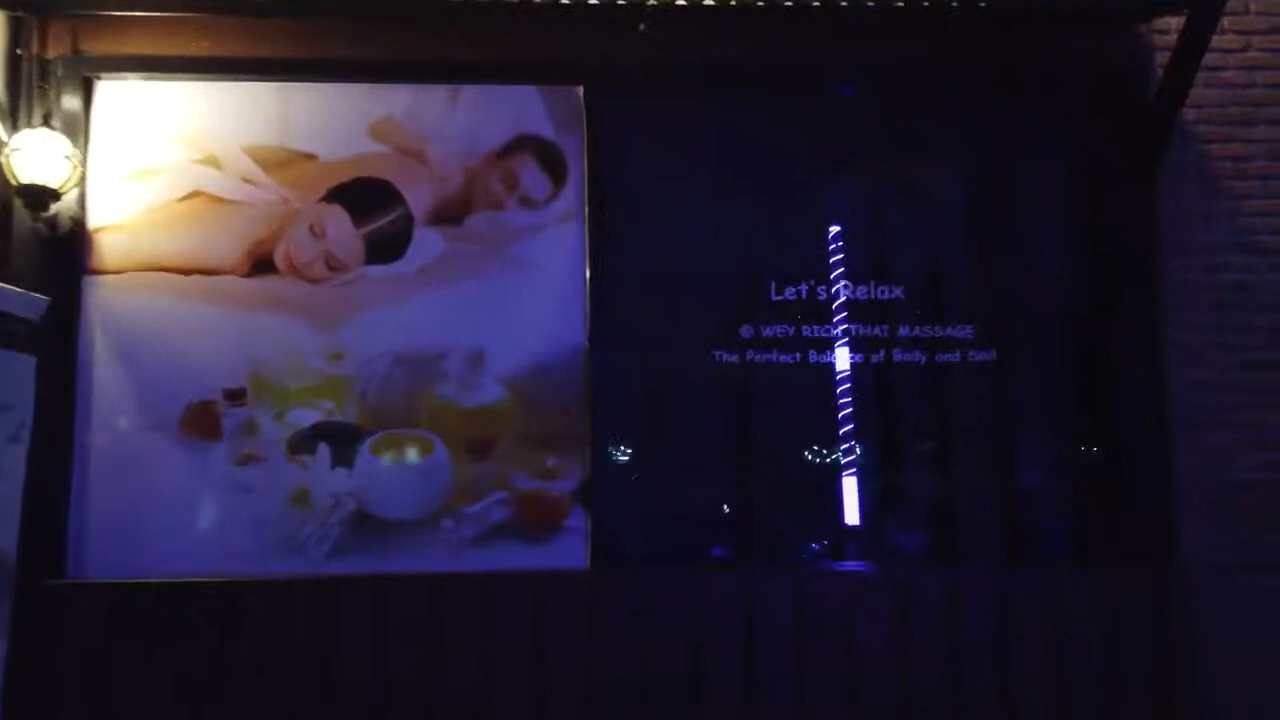 Let's Relax
@ WEY RICH THAI MASSAGE
The Perfect Balance of Body and Soul